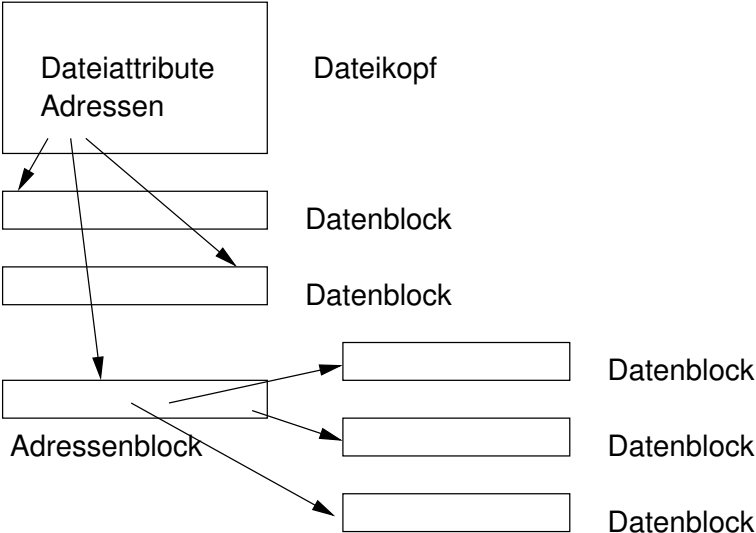 Dateiattribute
Adressen
Dateikopf
Datenblock
Datenblock
Datenblock
Adressenblock
Datenblock
Datenblock